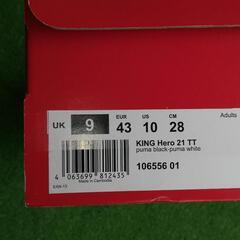 Adults
UK 9 EUR 43 US 10 CM 28
KING Hero 21 TT
puma black-puma white
106556 01
4 063699 812435
Made in Cambodia